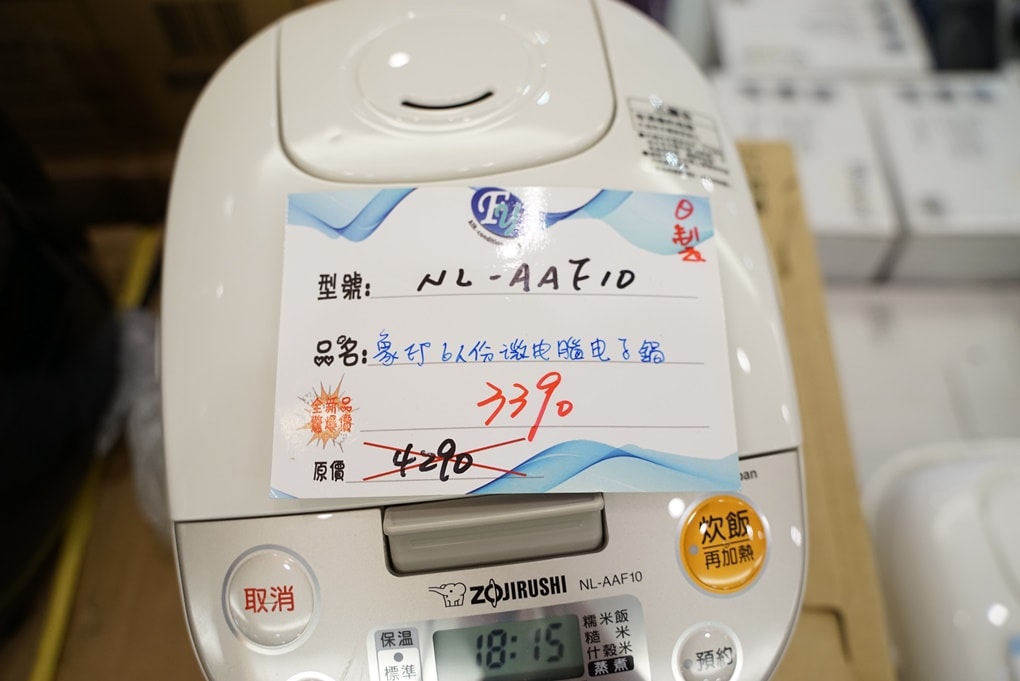 Fy
日製
型號: NL-AAF10
品名: 象印6人份微电腦电子鍋
全新品
驚爆價
3390
原價 4290
炊飯
再加熱
取消
ZOJIRUSHI NL-AAF10
保温
標準
18:15
糯米飯
糙米
什穀米
蒸煮
預約